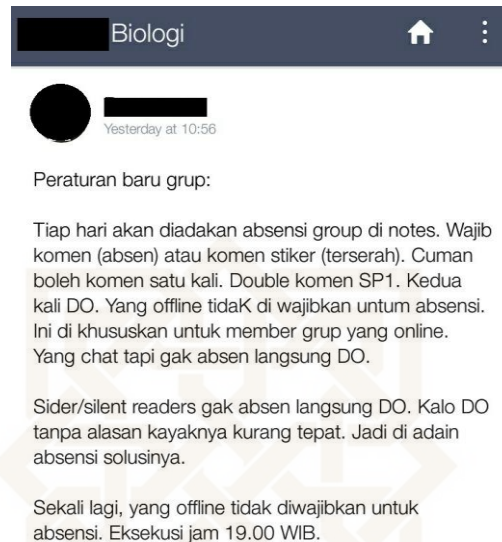 Biologi
Yesterday at 10:56
Peraturan baru grup:
Tiap hari akan diadakan absensi group di notes. Wajib
komen (absen) atau komen stiker (terserah). Cuman
boleh komen satu kali. Double komen SP1. Kedua
kali DO. Yang offline tidaK di wajibkan untum absensi.
Ini di khususkan untuk member grup yang online.
Yang chat tapi gak absen langsung DO.
Sider/silent readers gak absen langsung DO. Kalo DO
tanpa alasan kayaknya kurang tepat. Jadi di adain
absensi solusinya.
Sekali lagi, yang offline tidak diwajibkan untuk
absensi. Eksekusi jam 19.00 WIB.